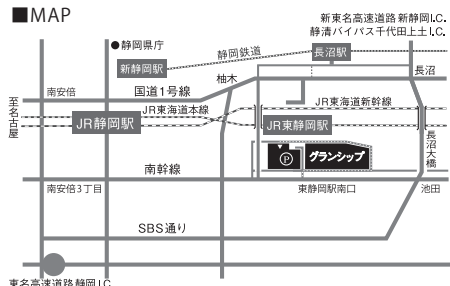 ■MAP
新東名高速道路 新静岡I.C.
静清バイパス千代田上土I.C.
●静岡県庁
静岡鉄道
長沼駅
新静岡駅
柚木
長沼
南安倍
国道1号線
JR東海道本線
JR東海道新幹線
至名古屋
JR静岡駅
JR東静岡駅
長沼大橋
P
グランシップ
南幹線
南安倍3丁目
東静岡駅南口
池田
SBS通り
東名高速道路静岡I.C.